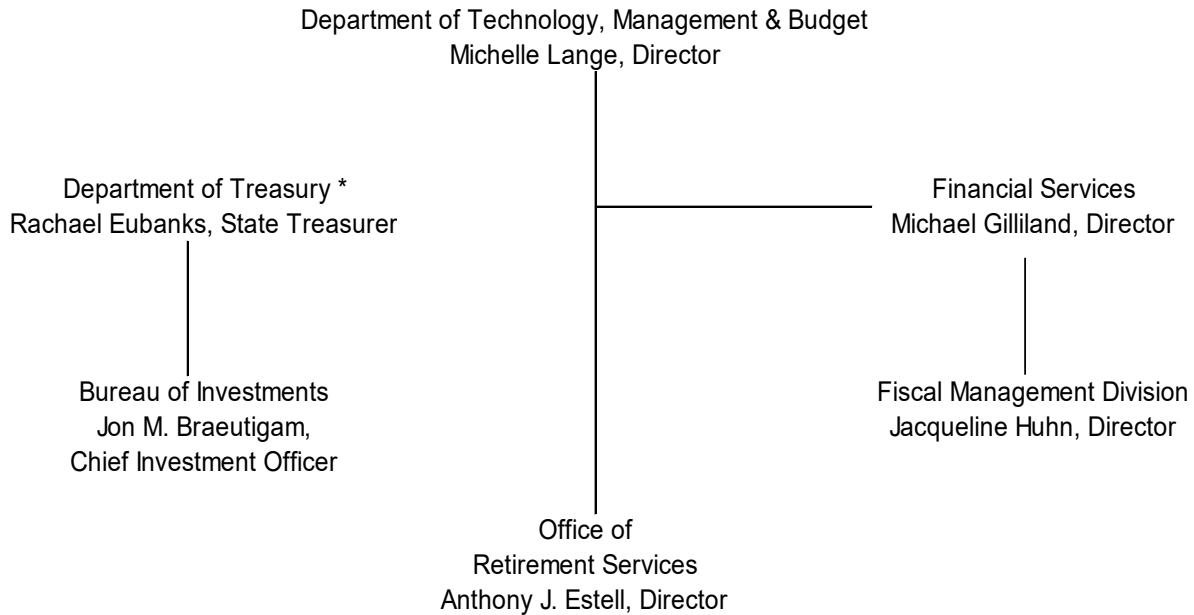 Department of Technology, Management & Budget
Michelle Lange, Director
Department of Treasury *
Rachael Eubanks, State Treasurer
Financial Services
Michael Gilliland, Director
Bureau of Investments
Jon M. Braeutigam,
Chief Investment Officer
Fiscal Management Division
Jacqueline Huhn, Director
Office of
Retirement Services
Anthony J. Estell, Director